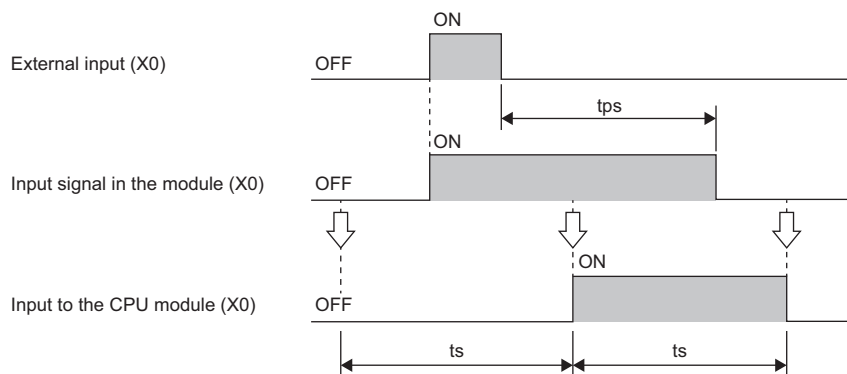 ON
External input (X0) OFF
tps
ON
Input signal in the module (X0) OFF
ON
Input to the CPU module (X0) OFF
ts ts